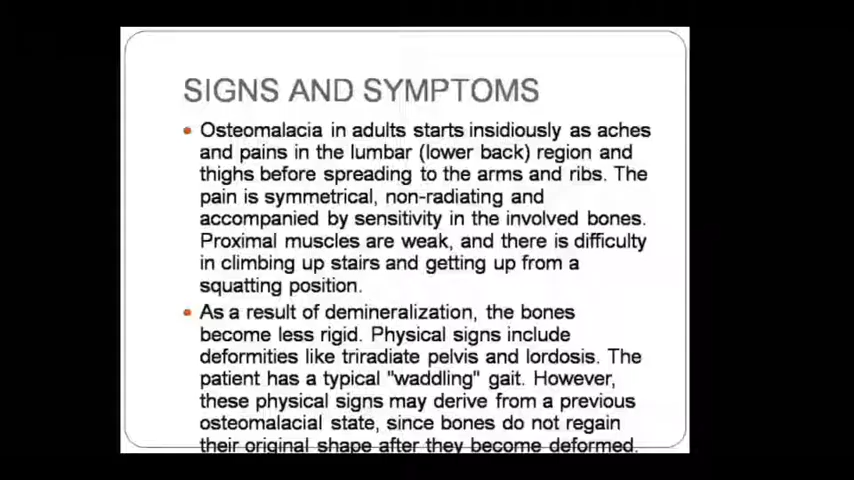 SIGNS AND SYMPTOMS
Osteomalacia in adults starts insidiously as aches
and pains in the lumbar (lower back) region and
thighs before spreading to the arms and ribs. The
pain is symmetrical, non-radiating and
accompanied by sensitivity in the involved bones.
Proximal muscles are weak, and there is difficulty
in climbing up stairs and getting up from a
squatting position.
As a result of demineralization, the bones
become less rigid. Physical signs include
deformities like triradiate pelvis and lordosis. The
patient has a typical "waddling" gait. However,
these physical signs may derive from a previous
osteomalacial state, since bones do not regain
their original shape after they become deformed.